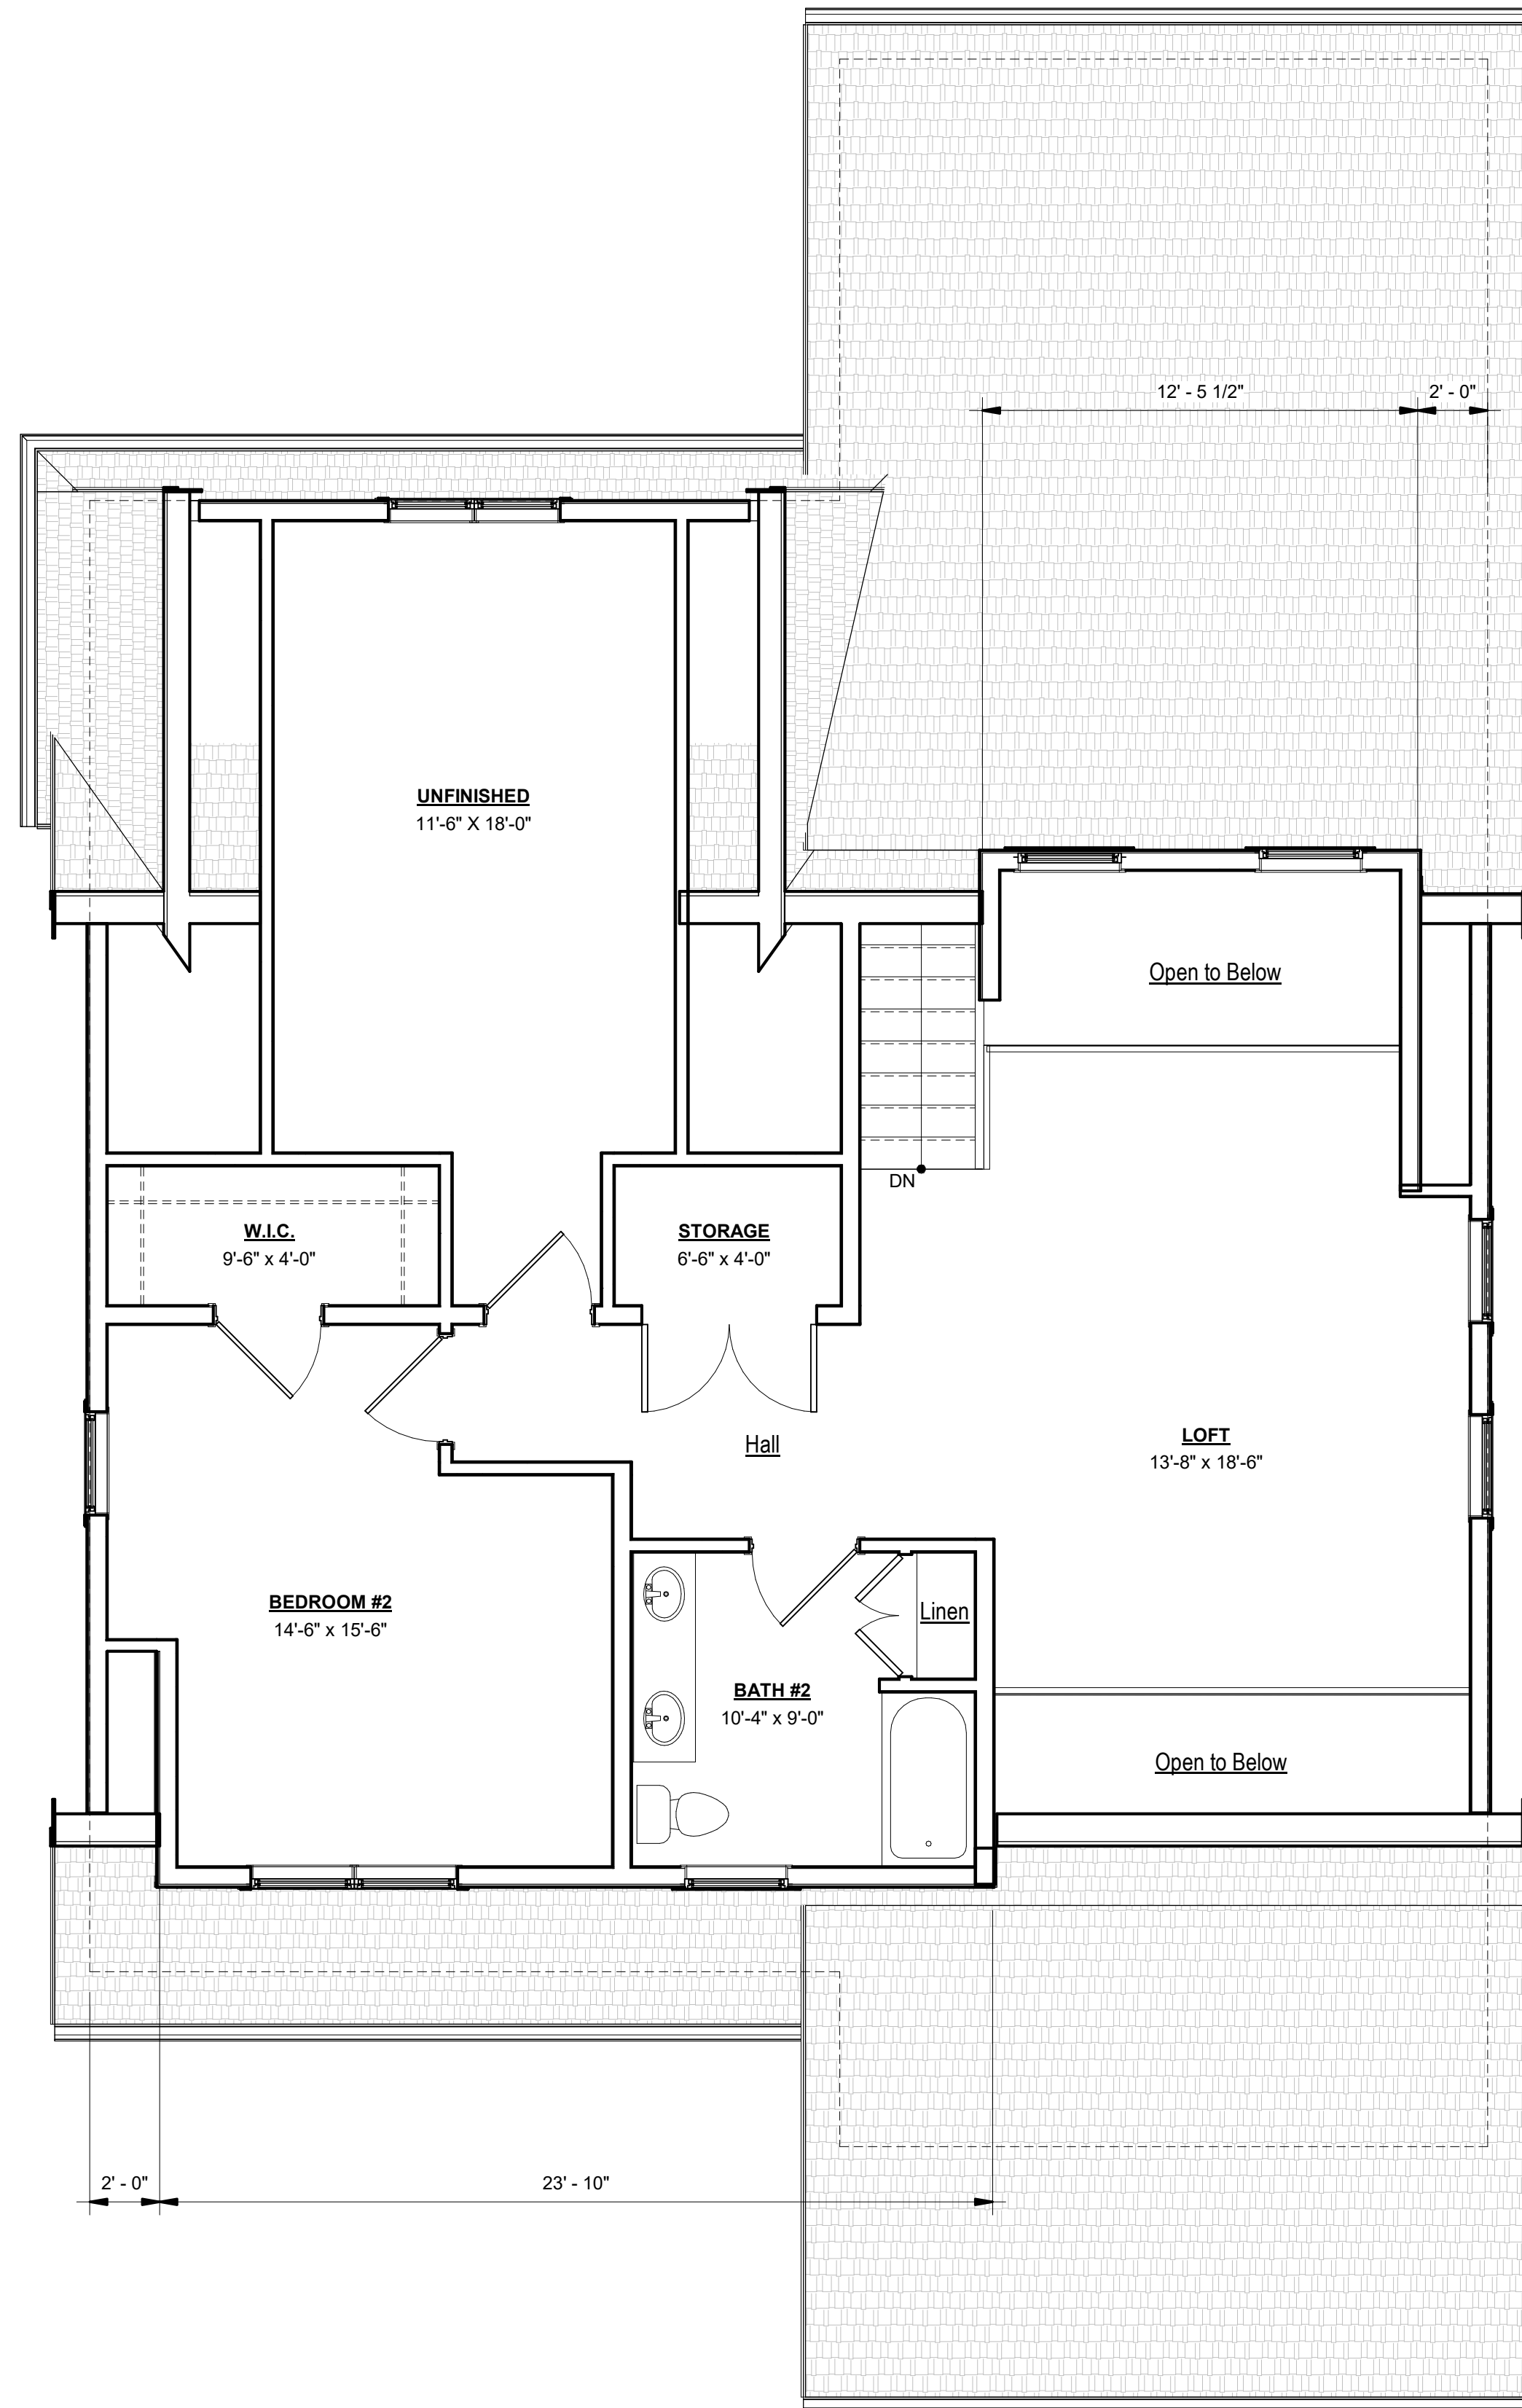 12' - 5 1/2"
2' - 0"
UNFINISHED
11'-6" X 18'-0"
Open to Below
DN
W.I.C.
9'-6" x 4'-0"
STORAGE
6'-6" x 4'-0"
Hall
LOFT
13'-8" x 18'-6"
BEDROOM #2
14'-6" x 15'-6"
Linen
BATH #2
10'-4" x 9'-0"
Open to Below
2' - 0"
23' - 10"